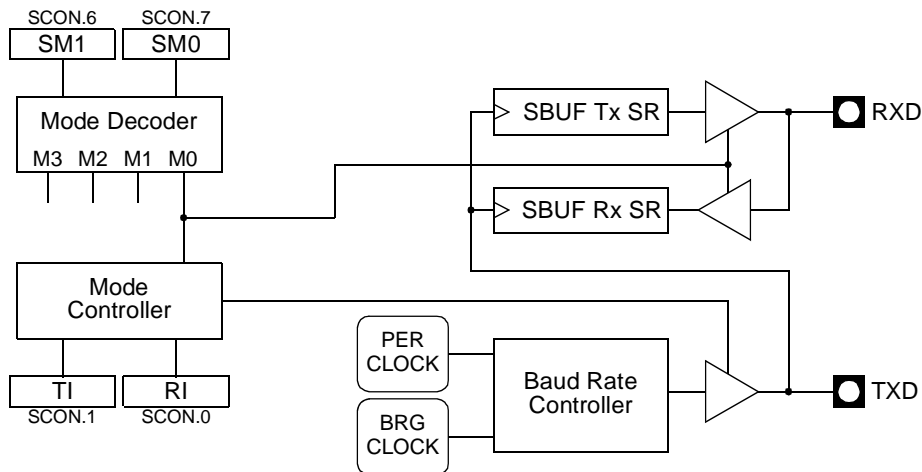 SCON.6 SCON.7
SM1 SM0
Mode Decoder
M3 M2 M1 M0
SBUF Tx SR
RXD
SBUF Rx SR
Mode
Controller
TI RI
SCON.1 SCON.0
PER
CLOCK
BRG
CLOCK
Baud Rate
Controller
TXD